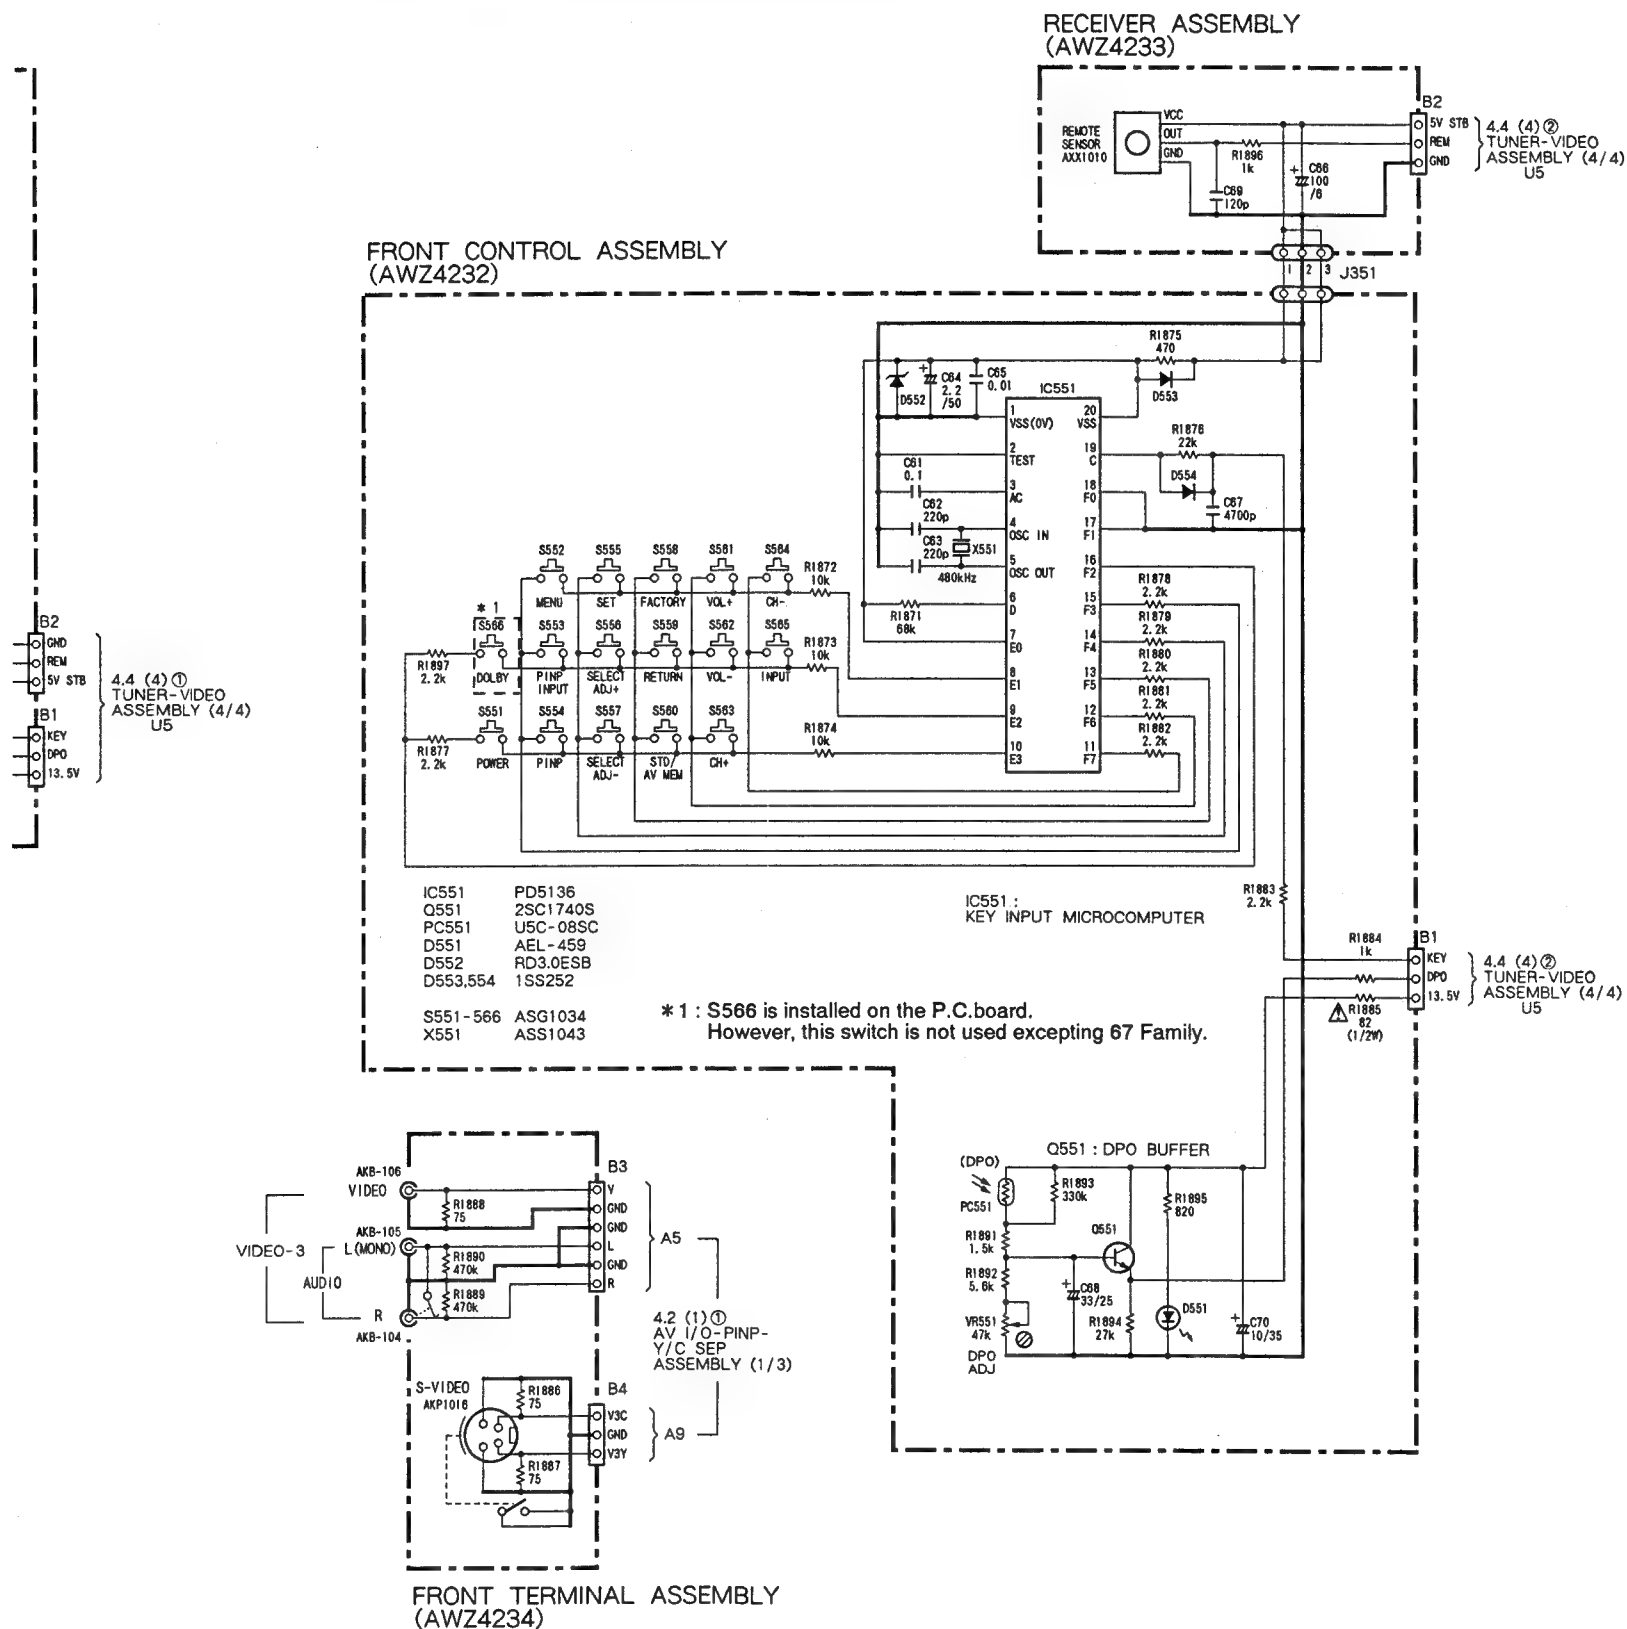 RECEIVER ASSEMBLY
(AWZ4233)
REMOTE
SENSOR
AXX1010
VCC
OUT
GND
R1896
1k
C69
120p
+
C66
100
/6
B2
5V STB
REM
GND
4.4 (4)②
TUNER-VIDEO
ASSEMBLY (4/4)
U5
1
2
3
J351
FRONT CONTROL ASSEMBLY
(AWZ4232)
R1875
470
D553
D552
+
C64
2.2
/50
C65
0.01
IC551
1
VSS(0V)
2
TEST
3
AC
4
OSC IN
5
OSC OUT
6
D
7
E0
8
E1
9
E2
10
E3
20
VSS
19
C
18
F0
17
F1
16
F2
15
F3
14
F4
13
F5
12
F6
11
F7
R1876
22k
D554
C67
4700p
C61
0.1
C62
220p
C63
220p
X551
480kHz
R1871
68k
R1878
2.2k
R1879
2.2k
R1880
2.2k
R1881
2.2k
R1882
2.2k
S552
MENU
S555
SET
S558
FACTORY
S561
VOL+
S564
CH-
R1872
10k
*1
S566
DOLBY
S553
PINP
INPUT
S556
SELECT
ADJ+
S559
RETURN
S562
VOL-
S565
INPUT
R1873
10k
R1897
2.2k
S551
POWER
S554
PINP
S557
SELECT
ADJ-
S560
STD/
AV MEM
S563
CH+
R1874
10k
R1877
2.2k
B2
GND
REM
5V STB
B1
KEY
DPO
13.5V
4.4 (4)①
TUNER-VIDEO
ASSEMBLY (4/4)
U5
IC551 PD5136
Q551 2SC1740S
PC551 U5C-08SC
D551 AEL-459
D552 RD3.0ESB
D553,554 1SS252
S551-566 ASG1034
X551 ASS1043
IC551 :
KEY INPUT MICROCOMPUTER
*1 : S566 is installed on the P.C.board.
However, this switch is not used excepting 67 Family.
R1883
2.2k
R1884
1k
R1885
82
(1/2W)
B1
KEY
DPO
13.5V
4.4 (4)②
TUNER-VIDEO
ASSEMBLY (4/4)
U5
Q551 : DPO BUFFER
(DPO)
PC551
R1893
330k
R1891
1.5k
R1892
5.6k
VR551
47k
DPO
ADJ
Q551
+
C68
33/25
R1894
27k
R1895
820
D551
+
C70
10/35
AKB-106
VIDEO
R1888
75
AKB-105
L(MONO)
R1890
470k
R1889
470k
VIDEO-3
AUDIO
R
AKB-104
B3
V
GND
GND
L
GND
R
A5
4.2 (1)①
AV I/O-PINP-
Y/C SEP
ASSEMBLY (1/3)
S-VIDEO
AKP1016
R1886
75
R1887
75
B4
V3C
GND
V3Y
A9
FRONT TERMINAL ASSEMBLY
(AWZ4234)